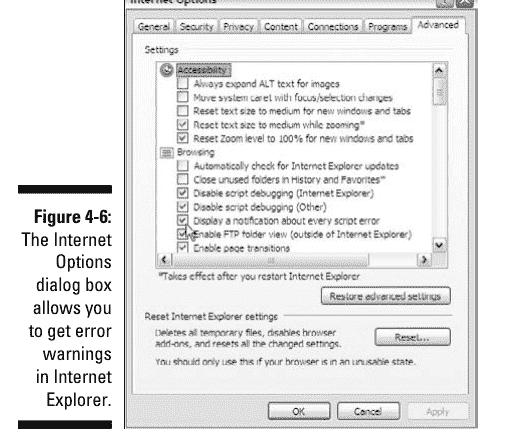 Internet Options
General Security Privacy Content Connections Programs Advanced
Settings
Accessibility
Always expand ALT text for images
Move system caret with focus/selection changes
Reset text size to medium for new windows and tabs
Reset text size to medium while zooming*
Reset Zoom level to 100% for new windows and tabs
Browsing
Automatically check for Internet Explorer updates
Close unused folders in History and Favorites*
Disable script debugging (Internet Explorer)
Disable script debugging (Other)
Display a notification about every script error
Enable FTP folder view (outside of Internet Explorer)
Enable page transitions
*Takes effect after you restart Internet Explorer
Restore advanced settings
Reset Internet Explorer settings
Deletes all temporary files, disables browser
add-ons, and resets all the changed settings.
Reset...
You should only use this if your browser is in an unusable state.
OK Cancel Apply
Figure 4-6:
The Internet
Options
dialog box
allows you
to get error
warnings
in Internet
Explorer.